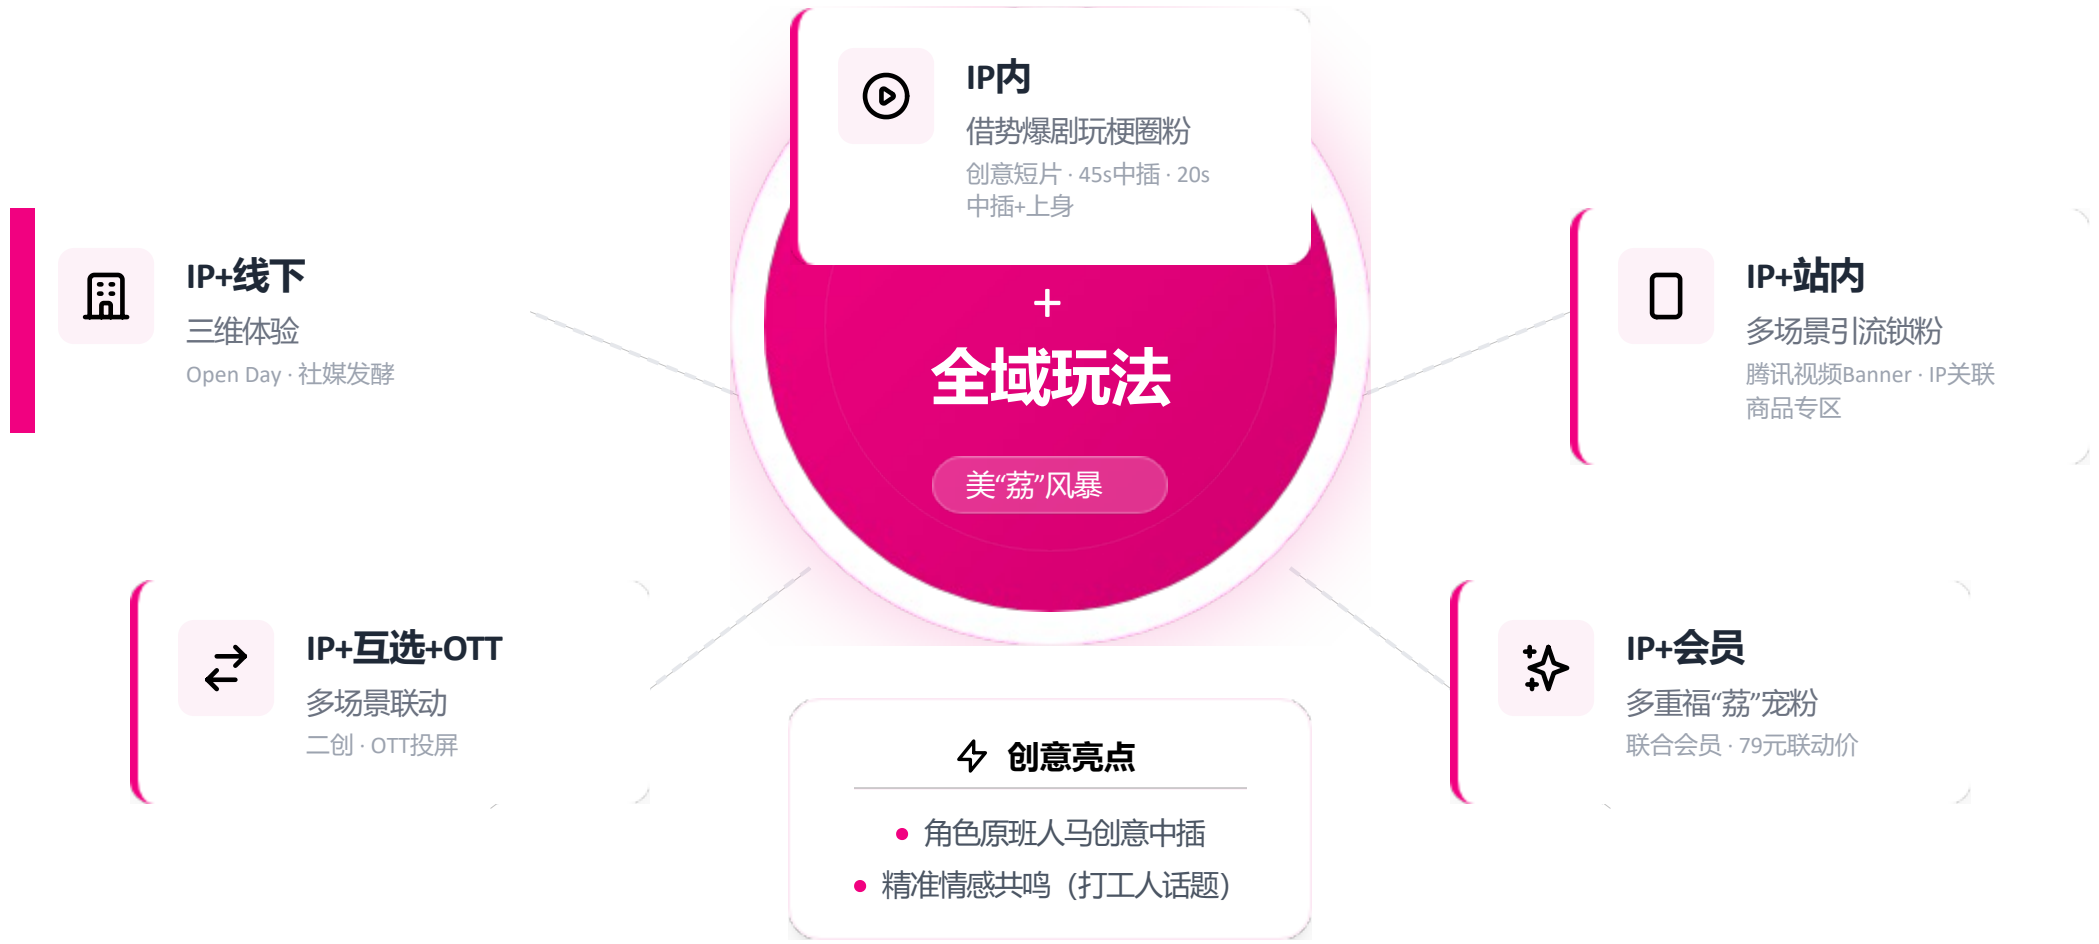 IP内
借势爆剧玩梗圈粉
创意短片 · 45s中插 · 20s
中插+上身
+
全域玩法
美“荔”风暴
IP+线下
三维体验
Open Day · 社媒发酵
IP+站内
多场景引流锁粉
腾讯视频Banner · IP关联
商品专区
IP+互选+OTT
多场景联动
二创 · OTT投屏
IP+会员
多重福“荔”宠粉
联合会员 · 79元联动价
创意亮点
角色原班人马创意中插
精准情感共鸣（打工人话题）